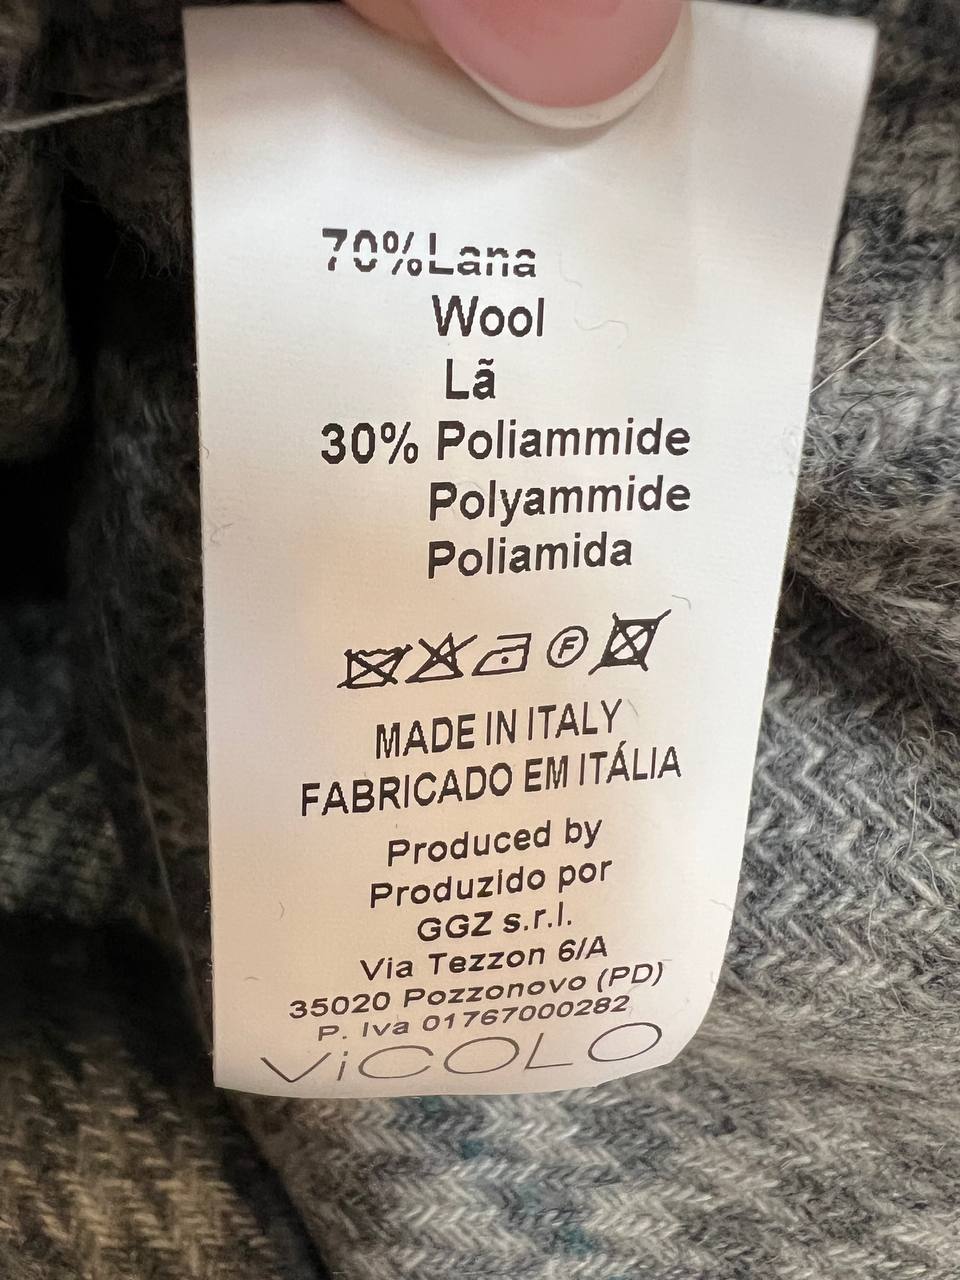 70%Lana
Wool
Lã
30% Poliammide
Polyammide
Poliamida
F
MADE IN ITALY
FABRICADO EM ITÁLIA
Produced by
Produzido por
GGZ s.r.l.
Via Tezzon 6/A
35020 Pozzonovo (PD)
P. Iva 01767000282
ViCOLO